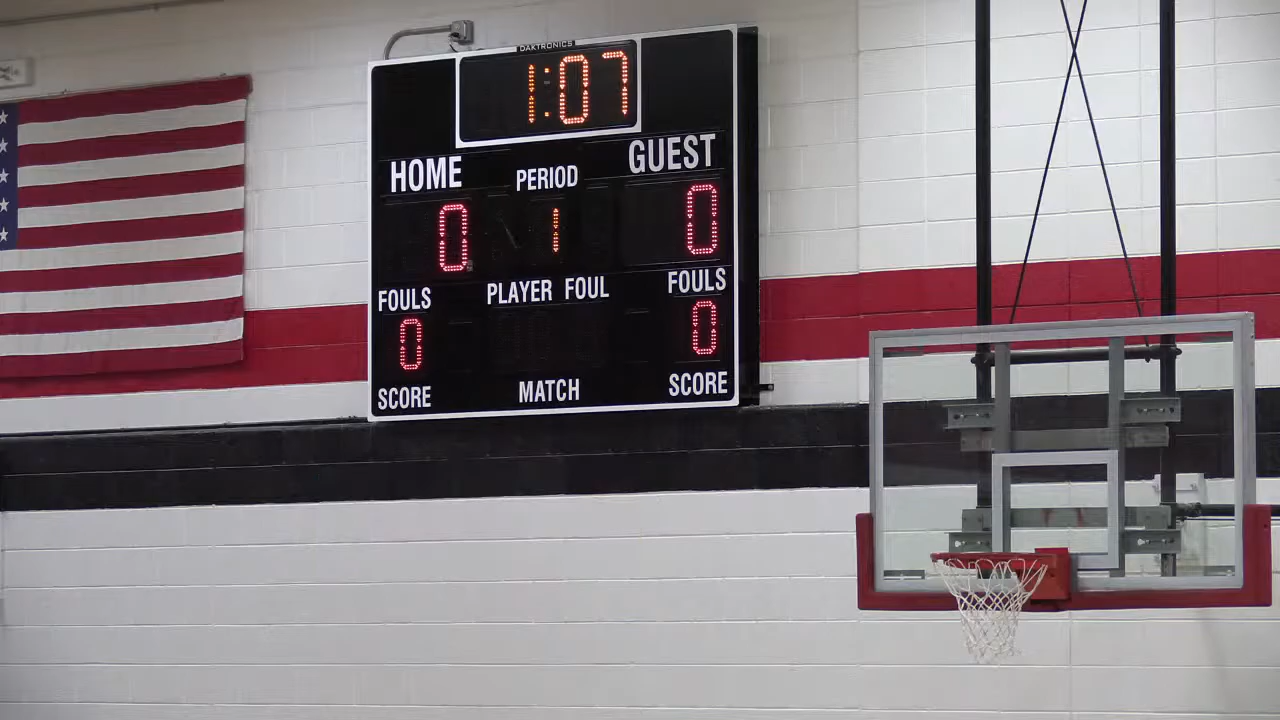 DAKTRONICS
1:07
HOME PERIOD GUEST
0 1 0
FOULS PLAYER FOUL FOULS
0 0
SCORE MATCH SCORE